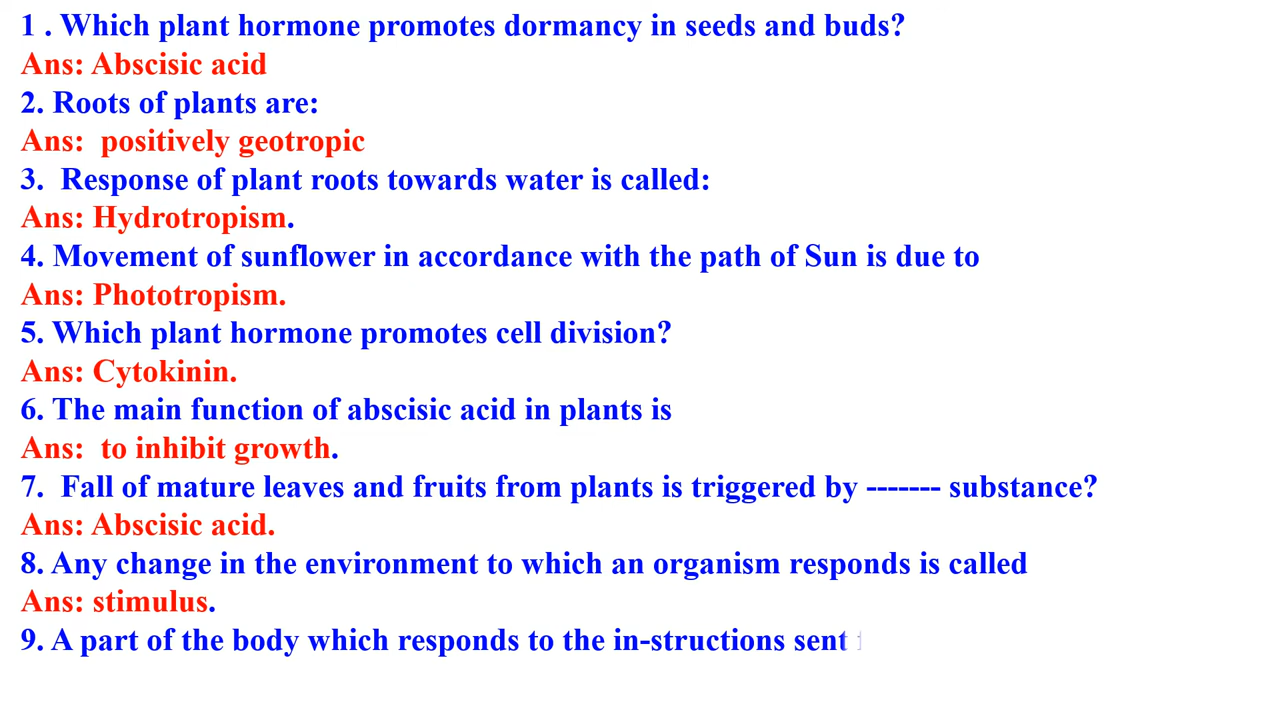 1 . Which plant hormone promotes dormancy in seeds and buds?
Ans: Abscisic acid
2. Roots of plants are:
Ans:  positively geotropic
3.  Response of plant roots towards water is called:
Ans: Hydrotropism.
4. Movement of sunflower in accordance with the path of Sun is due to
Ans: Phototropism.
5. Which plant hormone promotes cell division?
Ans: Cytokinin.
6. The main function of abscisic acid in plants is
Ans:  to inhibit growth.
7.  Fall of mature leaves and fruits from plants is triggered by ------- substance?
Ans: Abscisic acid.
8. Any change in the environment to which an organism responds is called
Ans: stimulus.
9. A part of the body which responds to the in-structions sent